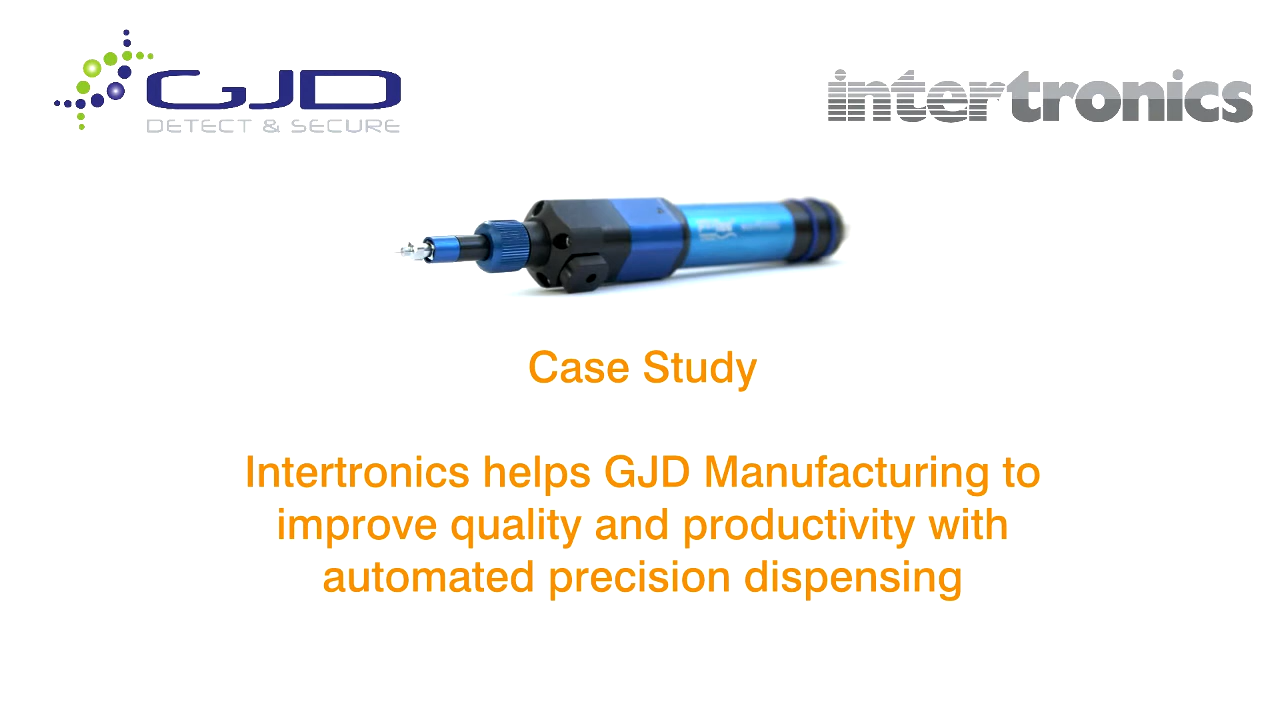 GJD
DETECT & SECURE
intertronics
Case Study
Intertronics helps GJD Manufacturing to
improve quality and productivity with
automated precision dispensing